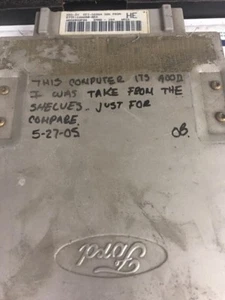 HE
THIS COMPUTER ITS GOOD
I WAS TAKE FROM THE
SHELVES. JUST FOR
COMPARE.
5-27-05 OB.
Ford